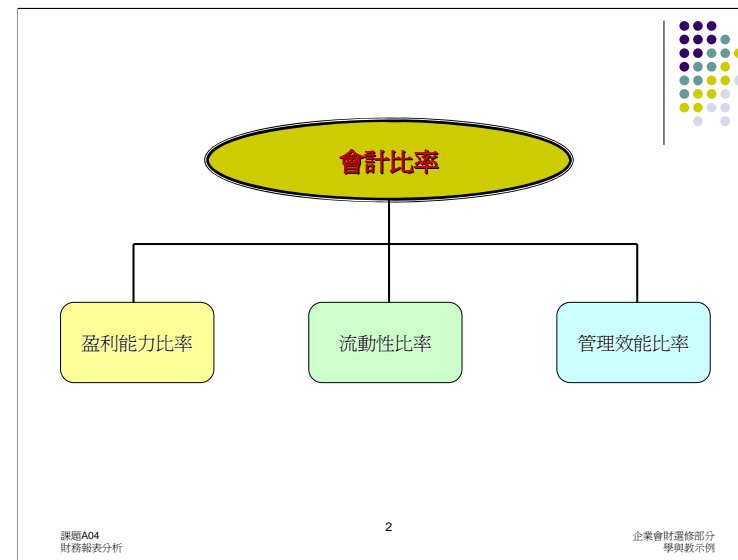 會計比率
盈利能力比率
流動性比率
管理效能比率
課題A04
財務報表分析
2
企業會財選修部分
學與教示例